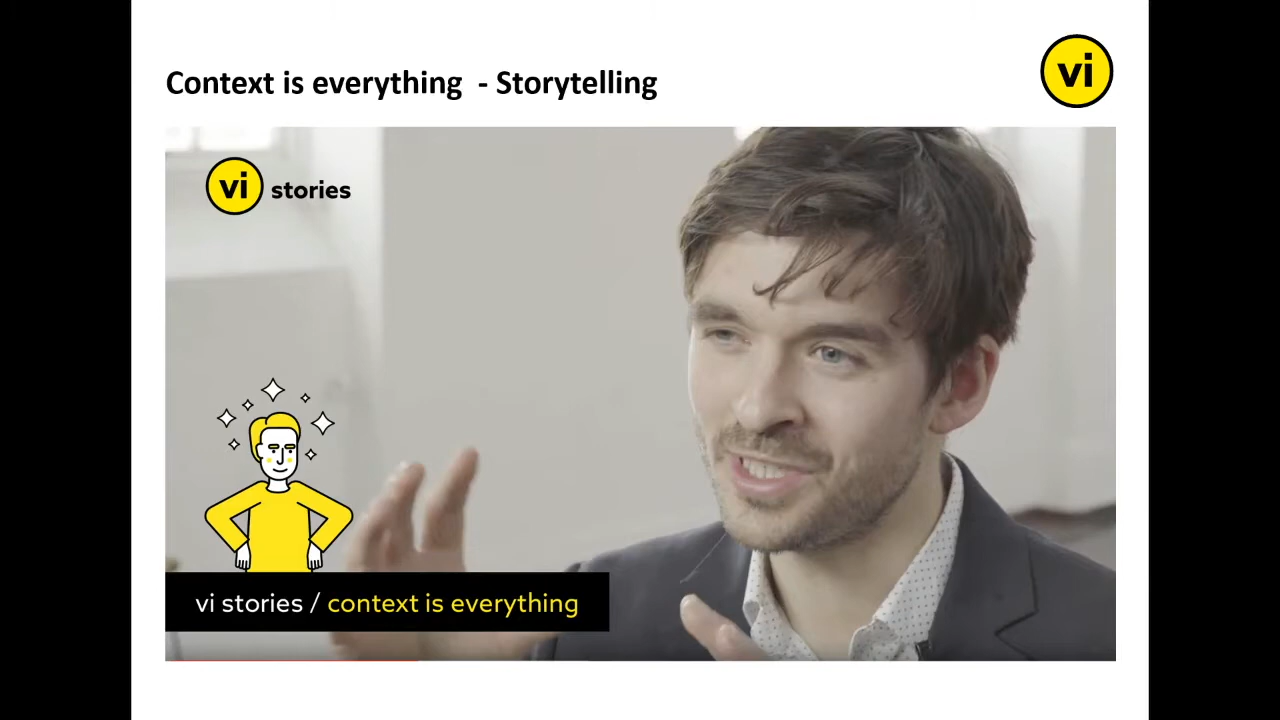 Context is everything - Storytelling
vi
vi stories
vi stories / context is everything